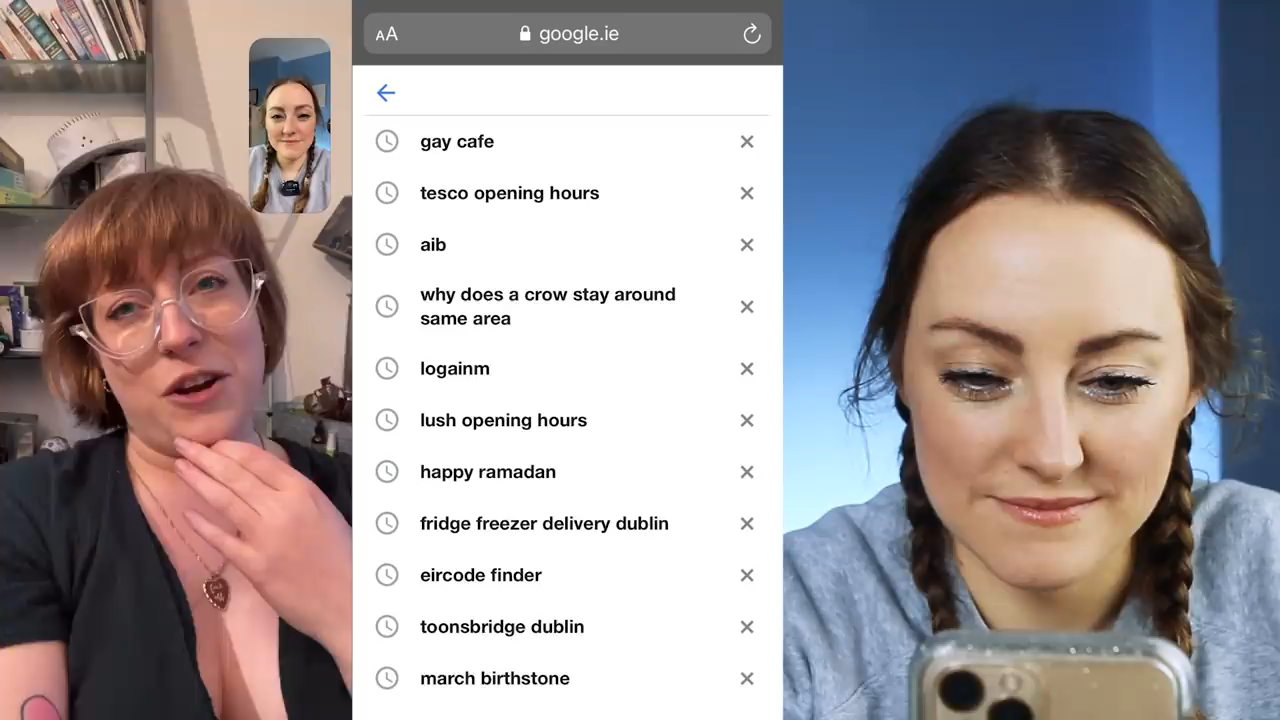 AA
google.ie
gay cafe
tesco opening hours
aib
why does a crow stay around
same area
logainm
lush opening hours
happy ramadan
fridge freezer delivery dublin
eircode finder
toonsbridge dublin
march birthstone